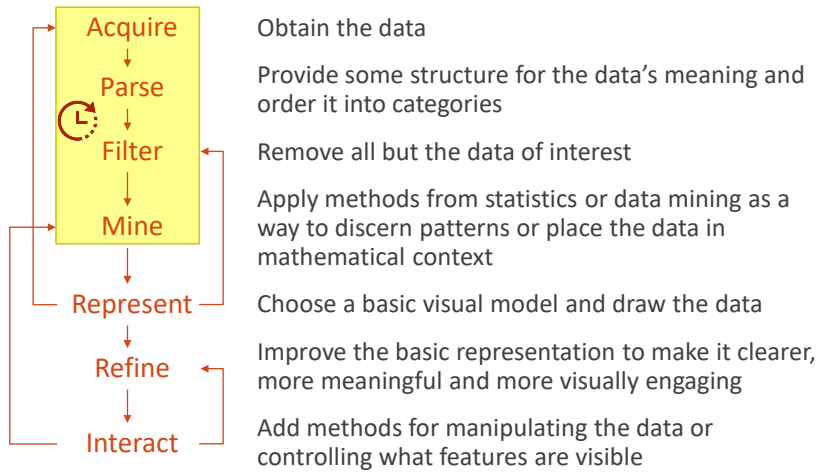 Acquire
Obtain the data
Parse
Provide some structure for the data’s meaning and
order it into categories
Filter
Remove all but the data of interest
Mine
Apply methods from statistics or data mining as a
way to discern patterns or place the data in
mathematical context
Represent
Choose a basic visual model and draw the data
Refine
Improve the basic representation to make it clearer,
more meaningful and more visually engaging
Interact
Add methods for manipulating the data or
controlling what features are visible